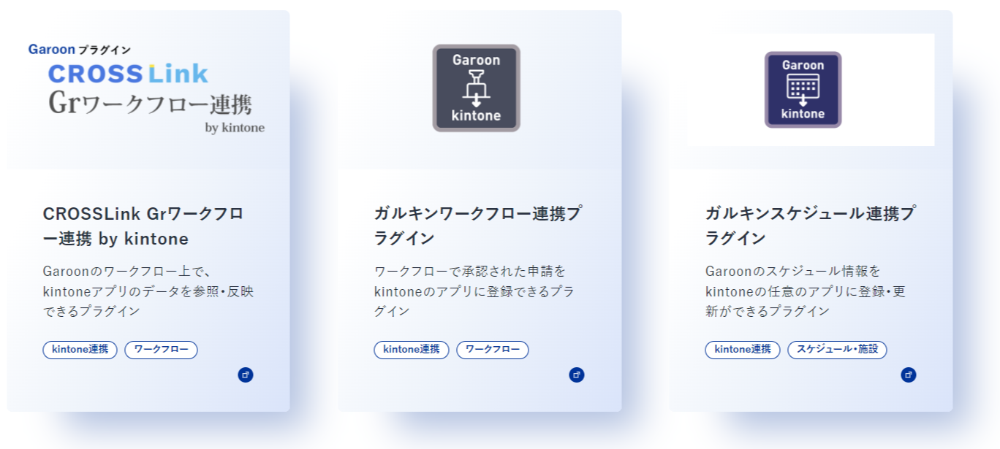 Garoon プラグイン
CROSS Link
Grワークフロー連携
by kintone
CROSSLink Grワークフロ
ー連携 by kintone
Garoonのワークフロー上で、
kintoneアプリのデータを参照・反映
できるプラグイン
kintone連携
ワークフロー
Garoon
kintone
ガルキンワークフロー連携プ
ラグイン
ワークフローで承認された申請を
kintoneのアプリに登録できるプラ
グイン
kintone連携
ワークフロー
Garoon
kintone
ガルキンスケジュール連携プ
ラグイン
Garoonのスケジュール情報を
kintoneの任意のアプリに登録・更
新ができるプラグイン
kintone連携
スケジュール・施設